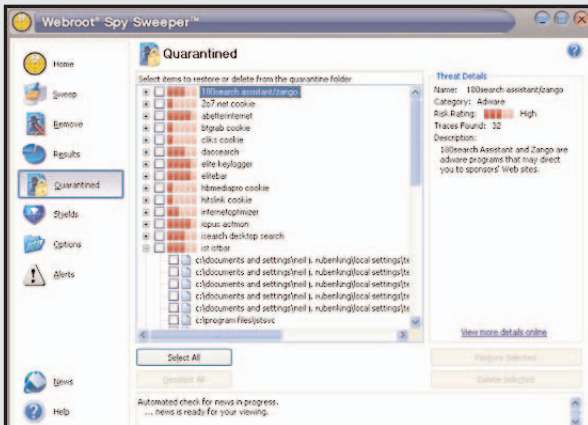 Webroot® Spy Sweeper™
Home
Sweep
Remove
Results
Quarantined
Shields
Options
Alerts
News
Help
Quarantined
Select items to restore or delete from the quarantine folder
180search assistant/zango
2o7.net cookie
abetterinternet
btgrab cookie
cliks cookie
daosearch
elite keylogger
elitebar
hbmediapro cookie
hitslink cookie
internetoptimizer
isearch desktop search
ist istbar
c:\documents and settings\neil j. rubenking\local settings\te
c:\documents and settings\neil j. rubenking\local settings\te
c:\documents and settings\neil j. rubenking\local settings\te
c:\documents and settings\neil j. rubenking\local settings\te
c:\documents and settings\neil j. rubenking\local settings\te
c:\program files\istsvc
Select All
Deselect All
Threat Details
Name: 180search assistant/zango
Category: Adware
Risk Rating: High
Traces Found: 32
Description:
180Search Assistant and Zango are
adware programs that may direct
you to sponsors' Web sites.
View more details online
Restore Selected
Delete Selected
Automated check for news in progress.
... news is ready for your viewing.